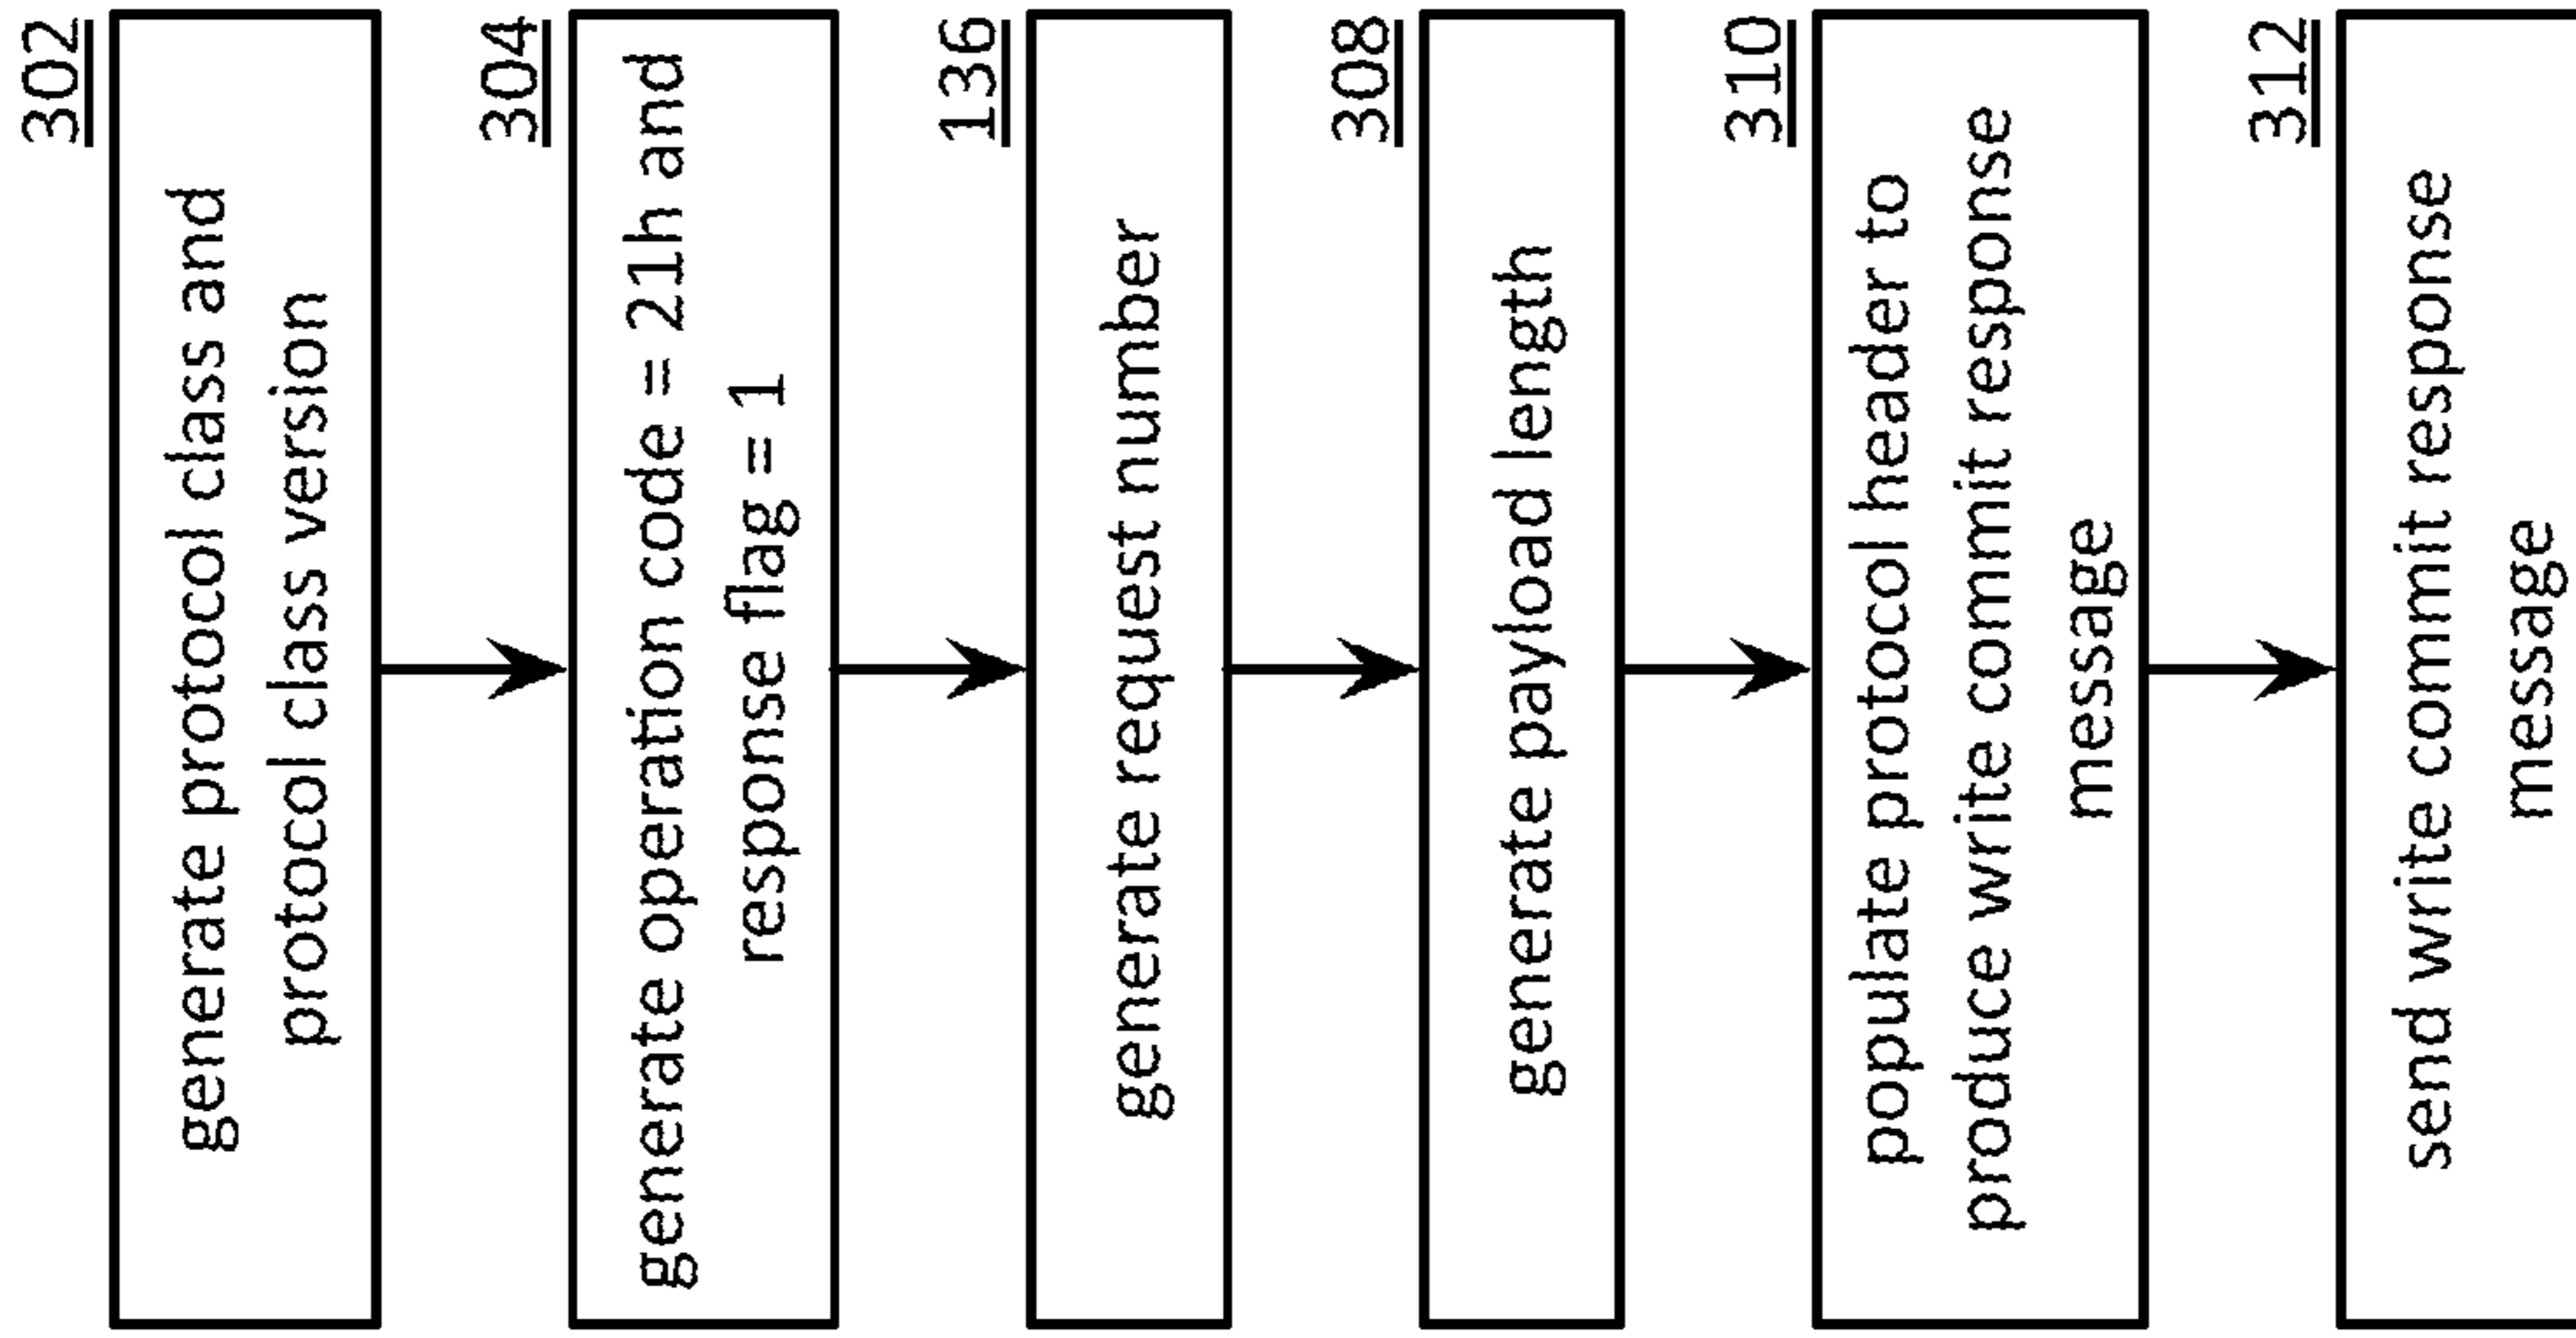 302
generate protocol class and
protocol class version
304
generate operation code = 21h and
response flag = 1
136
generate request number
308
generate payload length
310
populate protocol header to
produce write commit response
message
312
send write commit response
message